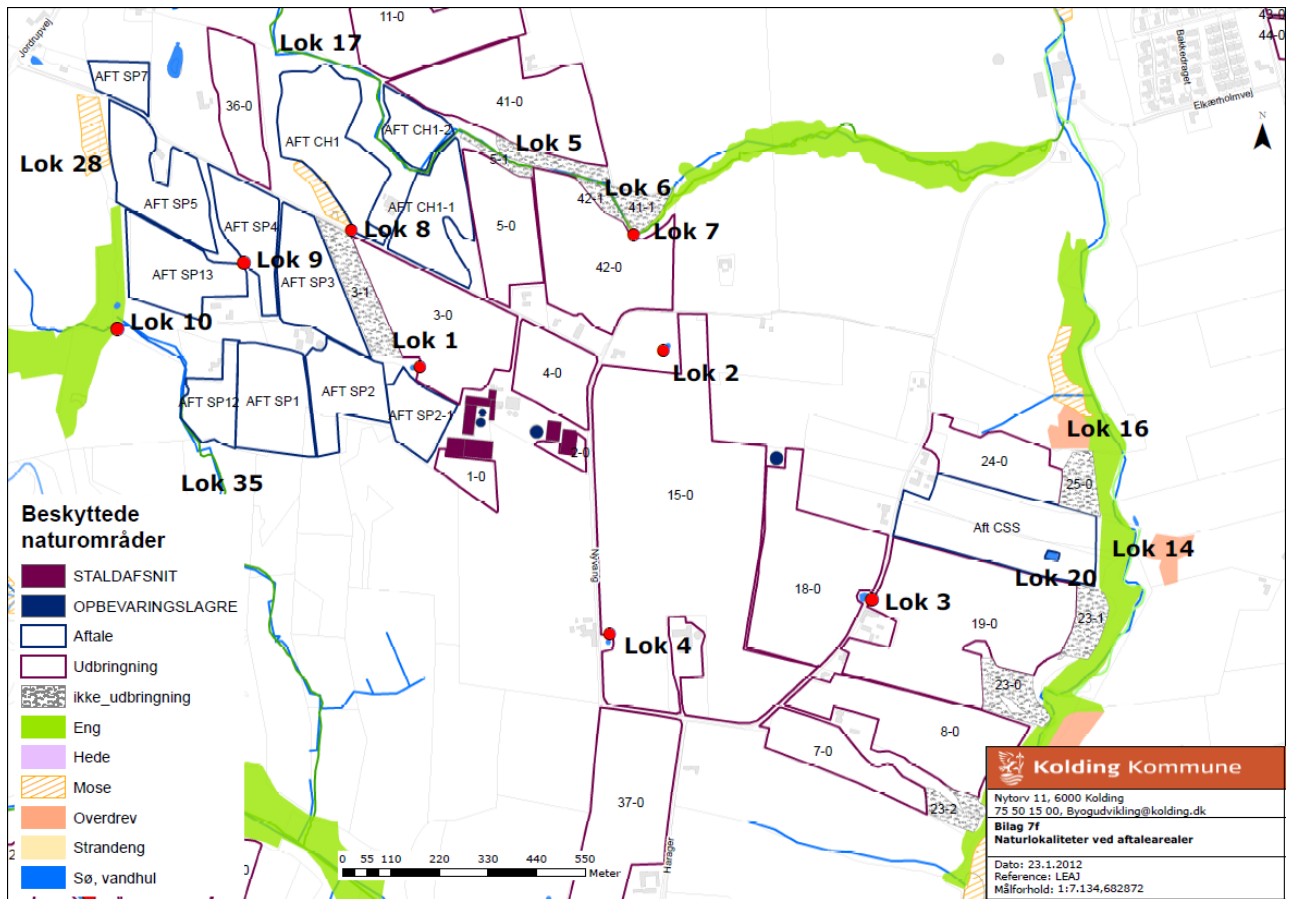 43-0
44-0
11-0
Jordrupvej
Lok 17
Bakkedraget
AFT SP7
36-0
41-0
Elkærholmvej
N
AFT CH1-2
AFT CH1
Lok 5
5-1
Lok 28
Lok 6
42-1
41-1
AFT SP5
AFT CH1-1
AFT SP4
5-0
Lok 8
Lok 7
Lok 9
42-0
AFT SP13
AFT SP3
3-1
3-0
Lok 10
Lok 1
Lok 2
4-0
AFT SP2
AFT SP12
AFT SP1
AFT SP2-1
Lok 16
2-0
24-0
1-0
Lok 35
25-0
15-0
Aft CSS
Lok 14
Nyvang
Lok 20
18-0
Lok 3
19-0
23-1
Lok 4
23-0
8-0
7-0
37-0
23-2
Harager
Beskyttede
naturområder
STALDAFSNIT
OPBEVARINGSLAGRE
Aftale
Udbringning
ikke_udbringning
Eng
Hede
Mose
Overdrev
Strandeng
Sø, vandhul
0 55 110 220 330 440 550
Meter
Kolding Kommune
Nytorv 11, 6000 Kolding
75 50 15 00, Byogudvikling@kolding.dk
Bilag 7f
Naturlokaliteter ved aftalearealer
Dato: 23.1.2012
Reference: LEAJ
Målforhold: 1:7.134,682872